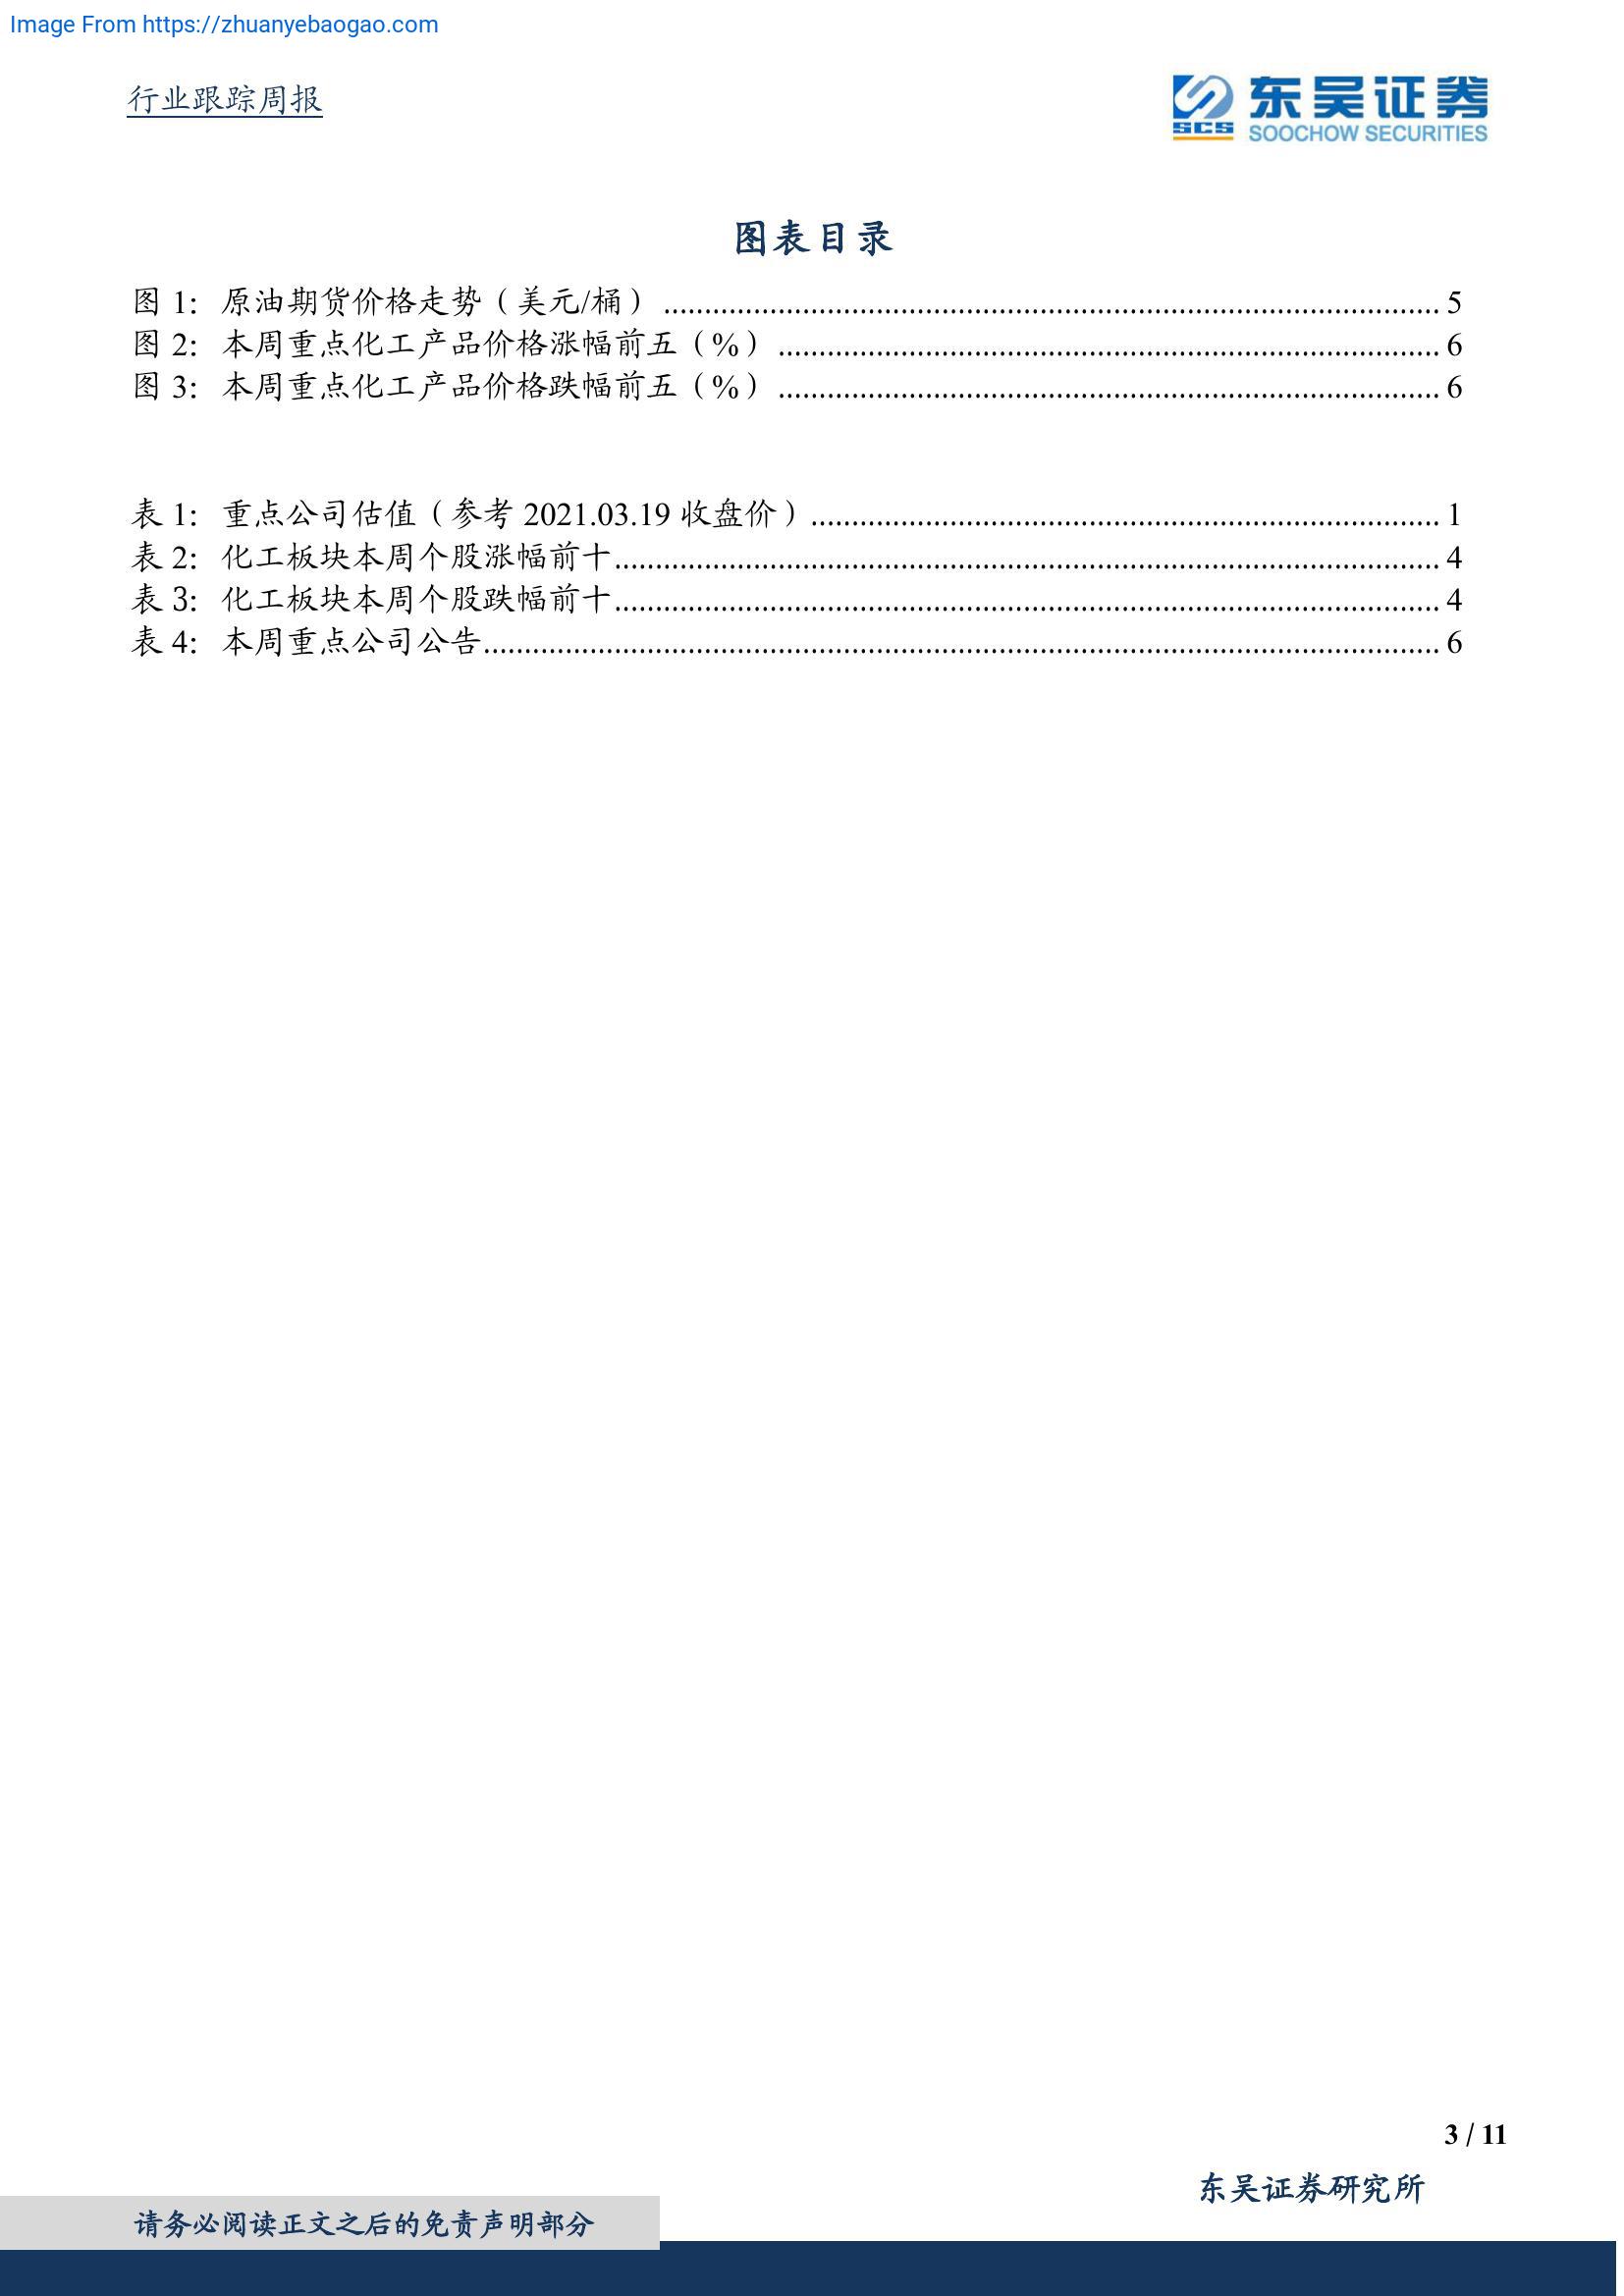 Image From https://zhuanyebaogao.com
行业跟踪周报
SCS
东吴证券
SOOCHOW SECURITIES
图表目录
图 1：原油期货价格走势（美元/桶）................................................................ 5
图 2：本周重点化工产品价格涨幅前五（%）................................................................ 6
图 3：本周重点化工产品价格跌幅前五（%）................................................................ 6
表 1：重点公司估值（参考 2021.03.19 收盘价）................................................................ 1
表 2：化工板块本周个股涨幅前十................................................................ 4
表 3：化工板块本周个股跌幅前十................................................................ 4
表 4：本周重点公司公告................................................................ 6
3 / 11
东吴证券研究所
请务必阅读正文之后的免责声明部分